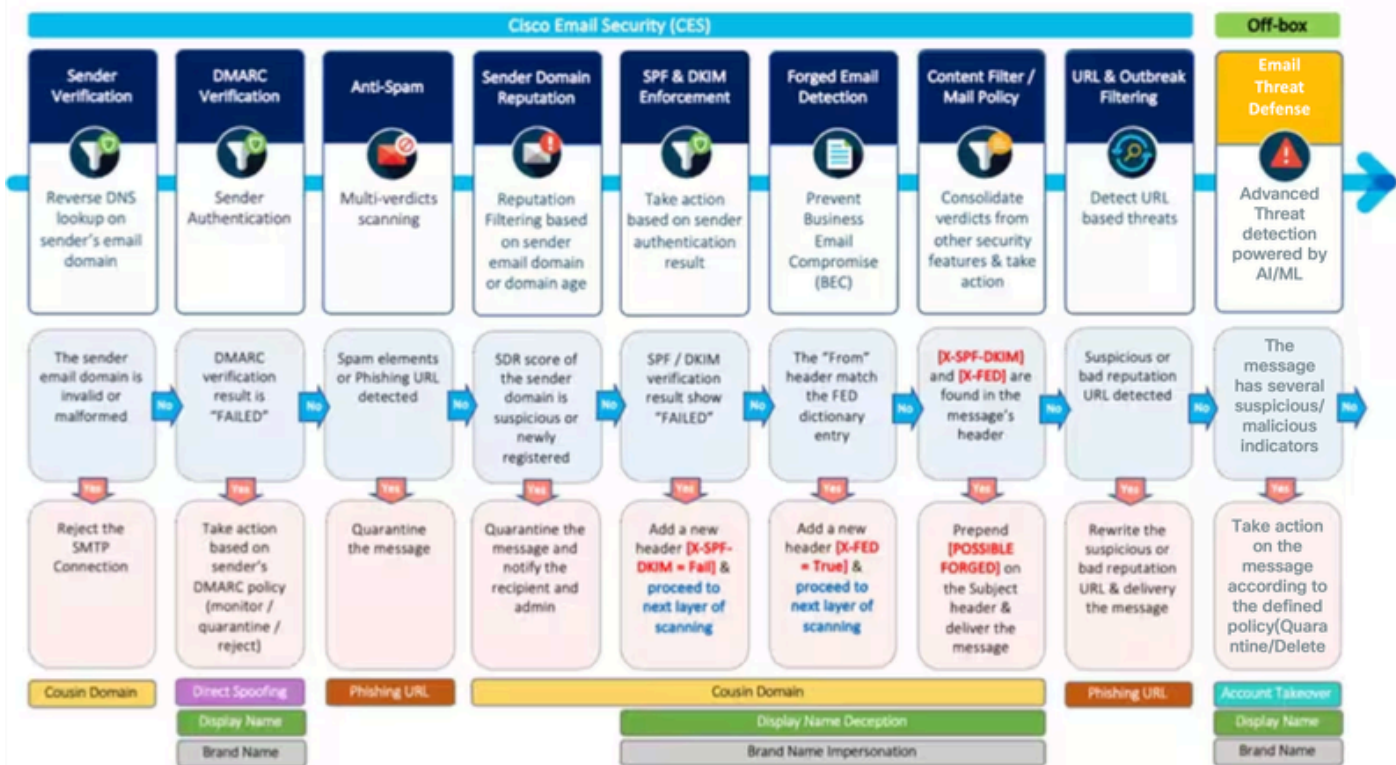 Cisco Email Security (CES)
Off-box
Sender
Verification
Reverse DNS
lookup on
sender's email
domain
DMARC
Verification
Sender
Authentication
Anti-Spam
Multi-verdicts
scanning
Sender Domain
Reputation
Reputation
Filtering based
on sender
email domain
or domain age
SPF & DKIM
Enforcement
Take action
based on sender
authentication
result
Forged Email
Detection
Prevent
Business
Email
Compromise
(BEC)
Content Filter /
Mail Policy
Consolidate
verdicts from
other security
features & take
action
URL & Outbreak
Filtering
Detect URL
based threats
Email
Threat
Defense
Advanced
Threat
detection
powered by
AI/ML
The sender
email domain is
invalid or
malformed
No
DMARC
verification
result is
"FAILED"
No
Spam elements
or Phishing URL
detected
No
SDR score of
the sender
domain is
suspicious or
newly
registered
No
SPF / DKIM
verification
result show
"FAILED"
No
The "From"
header match
the FED
dictionary
entry
No
[X-SPF-DKIM]
and [X-FED] are
found in the
message's
header
No
Suspicious or
bad reputation
URL detected
No
The
message
has several
suspicious/
malicious
indicators
No
Yes
Yes
Yes
Yes
Yes
Yes
Yes
Yes
Yes
Reject the
SMTP
Connection
Take action
based on
sender's
DMARC policy
(monitor /
quarantine /
reject)
Quarantine
the message
Quarantine the
message and
notify the
recipient and
admin
Add a new
header [X-SPF-
DKIM = Fail] &
proceed to
next layer of
scanning
Add a new
header [X-FED
= True] &
proceed to
next layer of
scanning
Prepend
[POSSIBLE
FORGED] on
the Subject
header &
deliver the
message
Rewrite the
suspicious or
bad reputation
URL & delivery
the message
Take action
on the
message
according to
the defined
policy(Quara
ntine/Delete
Cousin Domain
Direct Spoofing
Phishing URL
Cousin Domain
Phishing URL
Account Takeover
Display Name
Display Name Deception
Display Name
Brand Name
Brand Name Impersonation
Brand Name